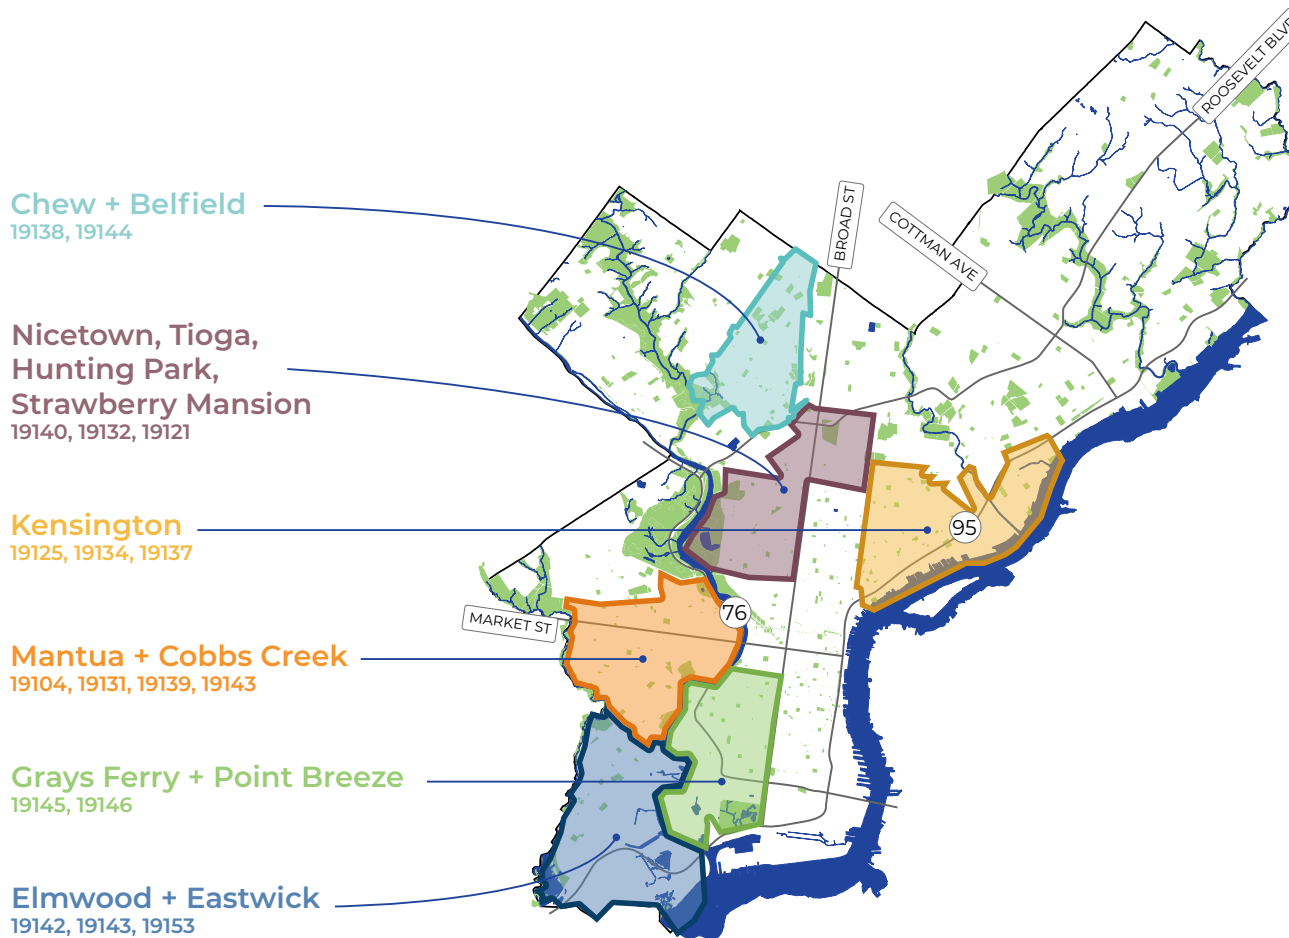 Chew + Belfield
19138, 19144
Nicetown, Tioga,
Hunting Park,
Strawberry Mansion
19140, 19132, 19121
Kensington
19125, 19134, 19137
Mantua + Cobbs Creek
19104, 19131, 19139, 19143
Grays Ferry + Point Breeze
19145, 19146
Elmwood + Eastwick
19142, 19143, 19153
ROOSEVELT BLVD
BROAD ST
COTTMAN AVE
95
76
MARKET ST